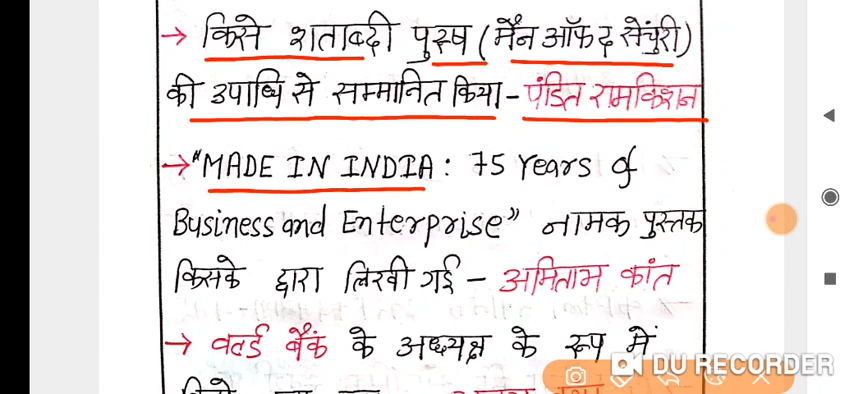 → किसे शताब्दी पुरुष (मैन ऑफ द सेंचुरी)
की उपाधि से सम्मानित किया - पंडित रामकिशन
→ "MADE IN INDIA : 75 Years of
Business and Enterprise" नामक पुस्तक
किसके द्वारा लिखी गई - अमिताभ कांत
→ वर्ल्ड बैंक के अध्यक्ष के रूप में
DU RECORDER